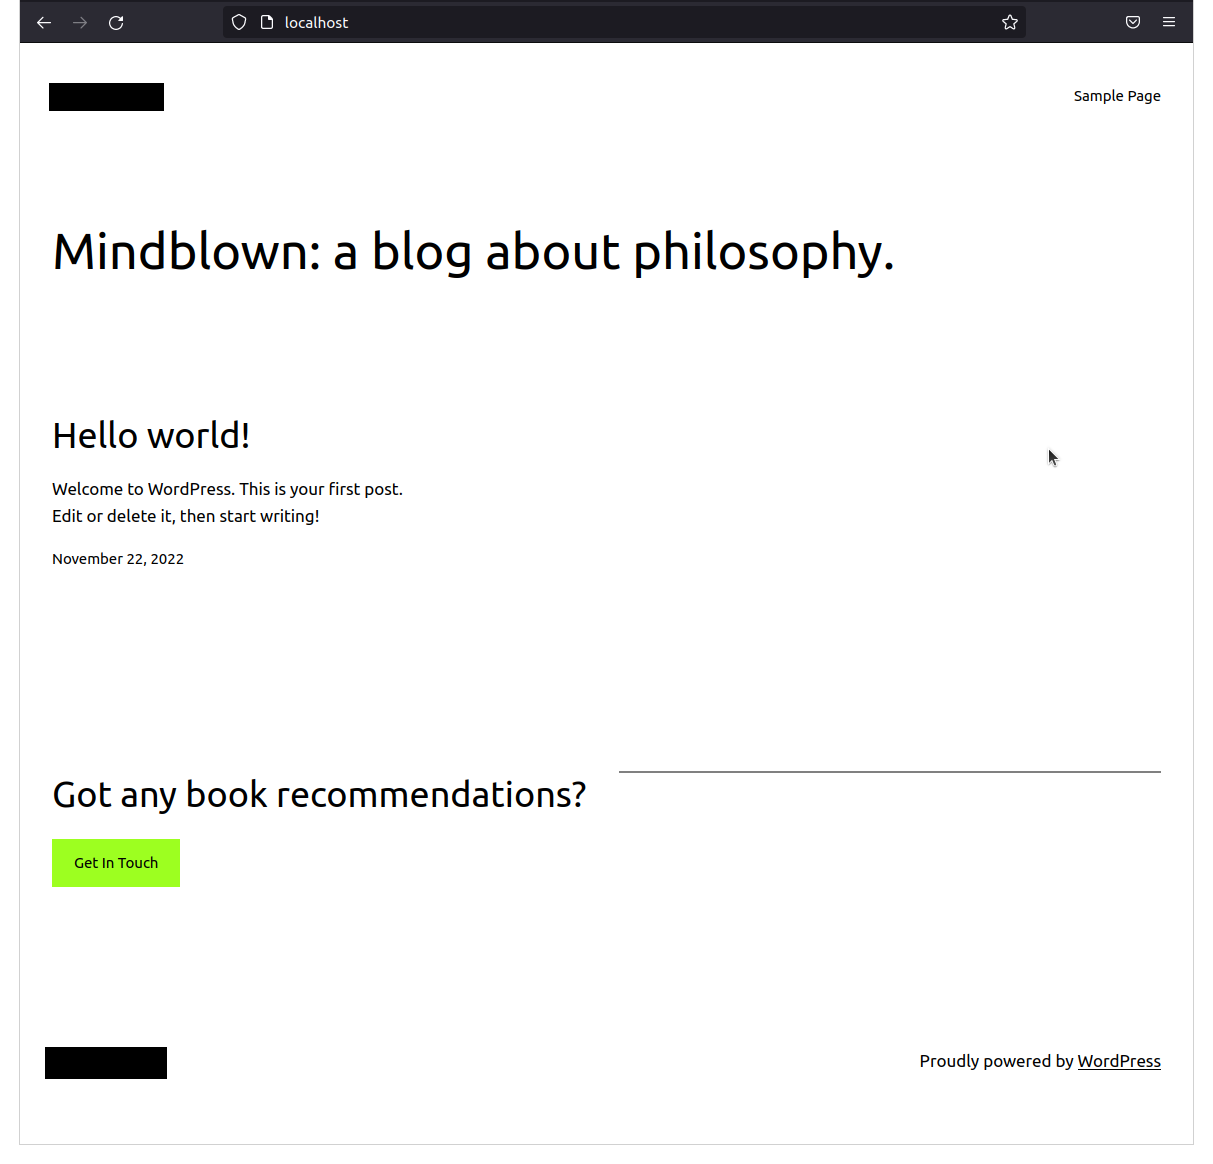 localhost
Sample Page
Mindblown: a blog about philosophy.
Hello world!
Welcome to WordPress. This is your first post.
Edit or delete it, then start writing!
November 22, 2022
Got any book recommendations?
Get In Touch
Proudly powered by WordPress